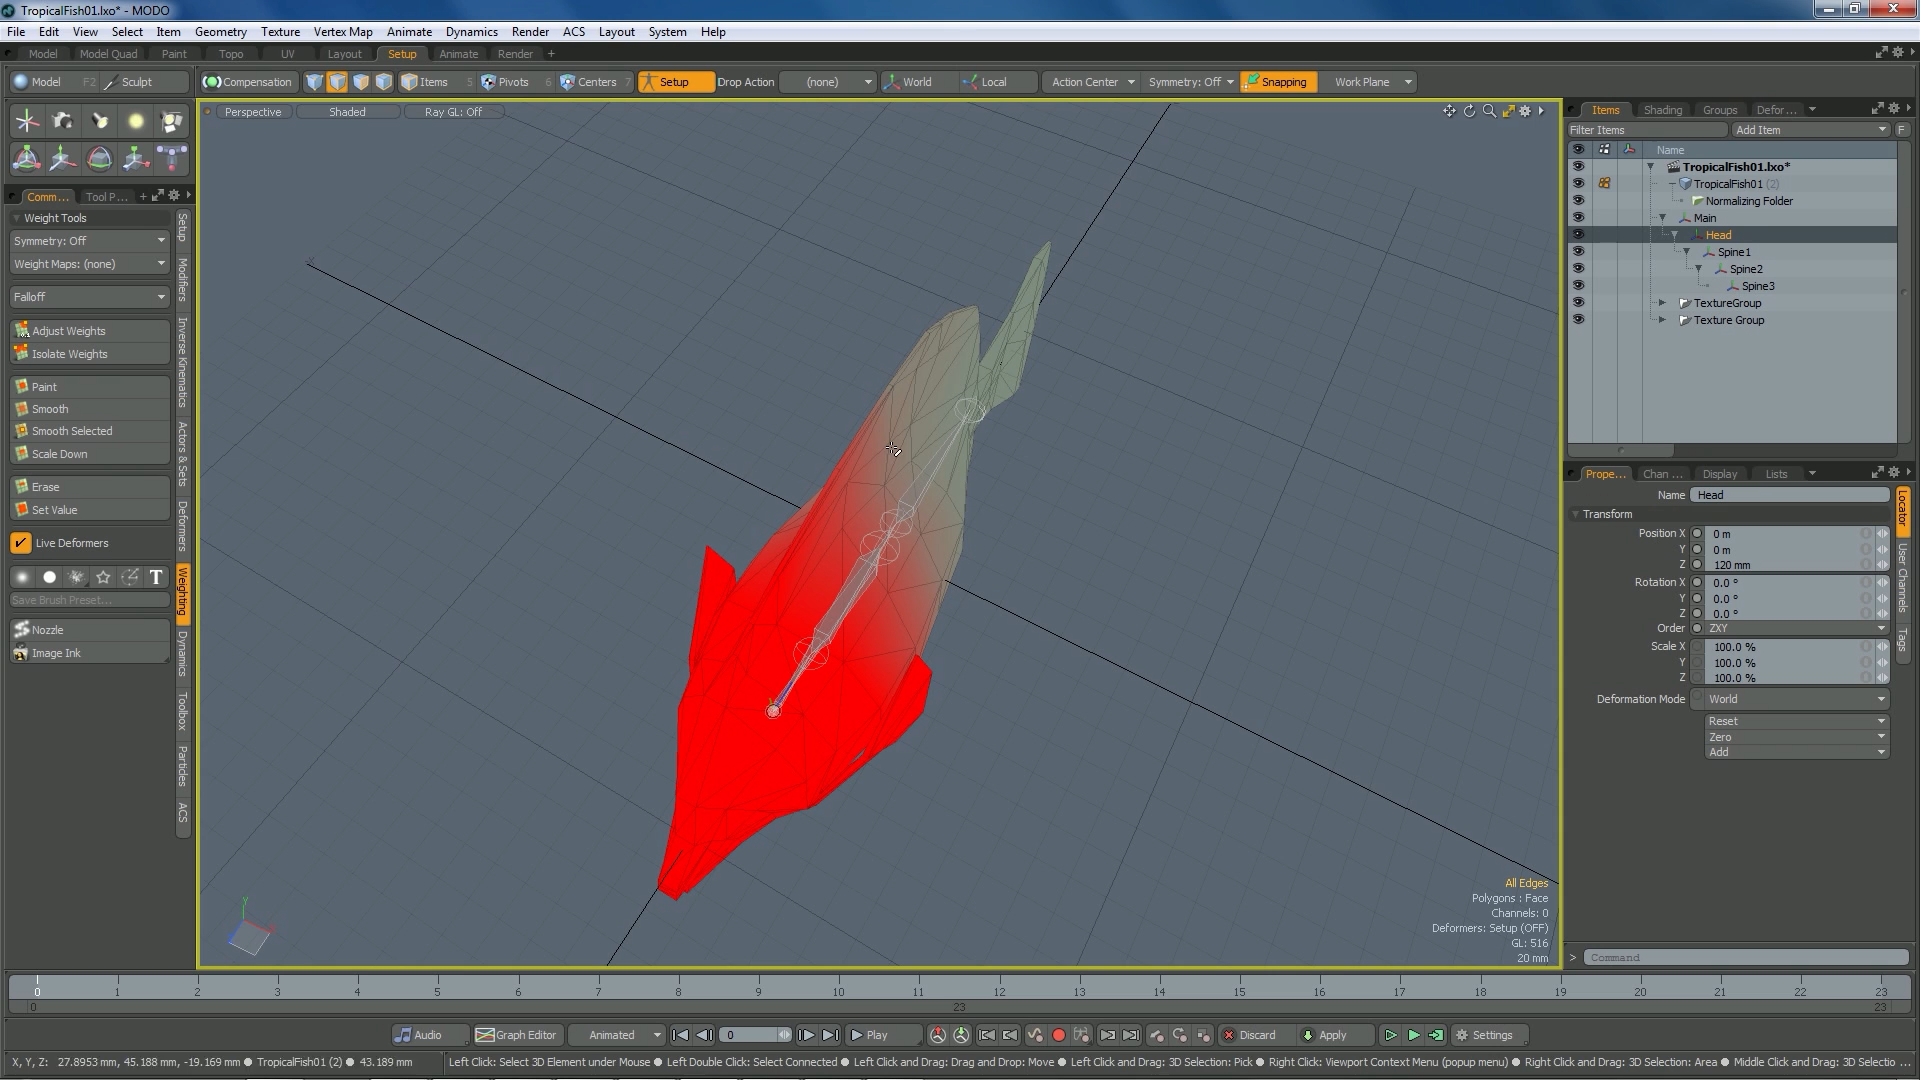 TropicalFish01.lxo* - MODO
File Edit View Select Item Geometry Texture Vertex Map Animate Dynamics Render ACS Layout System Help
Model Model Quad Paint Topo UV Layout Setup Animate Render +
Model F2 Sculpt Compensation Items 5 Pivots 6 Centers 7 Setup Drop Action (none) World Local Action Center Symmetry: Off Snapping Work Plane
Perspective Shaded Ray GL: Off
Comm... Tool P... +
Weight Tools
Symmetry: Off
Weight Maps: (none)
Falloff
Adjust Weights
Isolate Weights
Paint
Smooth
Smooth Selected
Scale Down
Erase
Set Value
Live Deformers
T
Save Brush Preset...
Nozzle
Image Ink
Setup
Modifiers
Inverse Kinematics
Actors & Sets
Deformers
Weighting
Dynamics
Toolbox
Particles
ACS
Y
All Edges
Polygons : Face
Channels: 0
Deformers: Setup (OFF)
GL: 516
20 mm
Items Shading Groups Defor ...
Filter Items Add Item F
Name
TropicalFish01.lxo*
TropicalFish01 (2)
Normalizing Folder
Main
Head
Spine1
Spine2
Spine3
TextureGroup
Texture Group
Prope... Chan ... Display Lists
Name Head
Transform
Position X 0 m
Y 0 m
Z 120 mm
Rotation X 0.0 °
Y 0.0 °
Z 0.0 °
Order ZXY
Scale X 100.0 %
Y 100.0 %
Z 100.0 %
Deformation Mode World
Reset
Zero
Add
Locator
User Channels
Tags
> Command
0 1 2 3 4 5 6 7 8 9 10 11 12 13 14 15 16 17 18 19 20 21 22 23
0 23 23
Audio Graph Editor Animated 0 Play Discard Apply Settings
X, Y, Z: 27.8953 mm, 45.188 mm, -19.169 mm ● TropicalFish01 (2) ● 43.189 mm Left Click: Select 3D Element under Mouse ● Left Double Click: Select Connected ● Left Click and Drag: Drag and Drop: Move ● Left Click and Drag: 3D Selection: Pick ● Right Click: Viewport Context Menu (popup menu) ● Right Click and Drag: 3D Selection: Area ● Middle Click and Drag: 3D Selectio ...